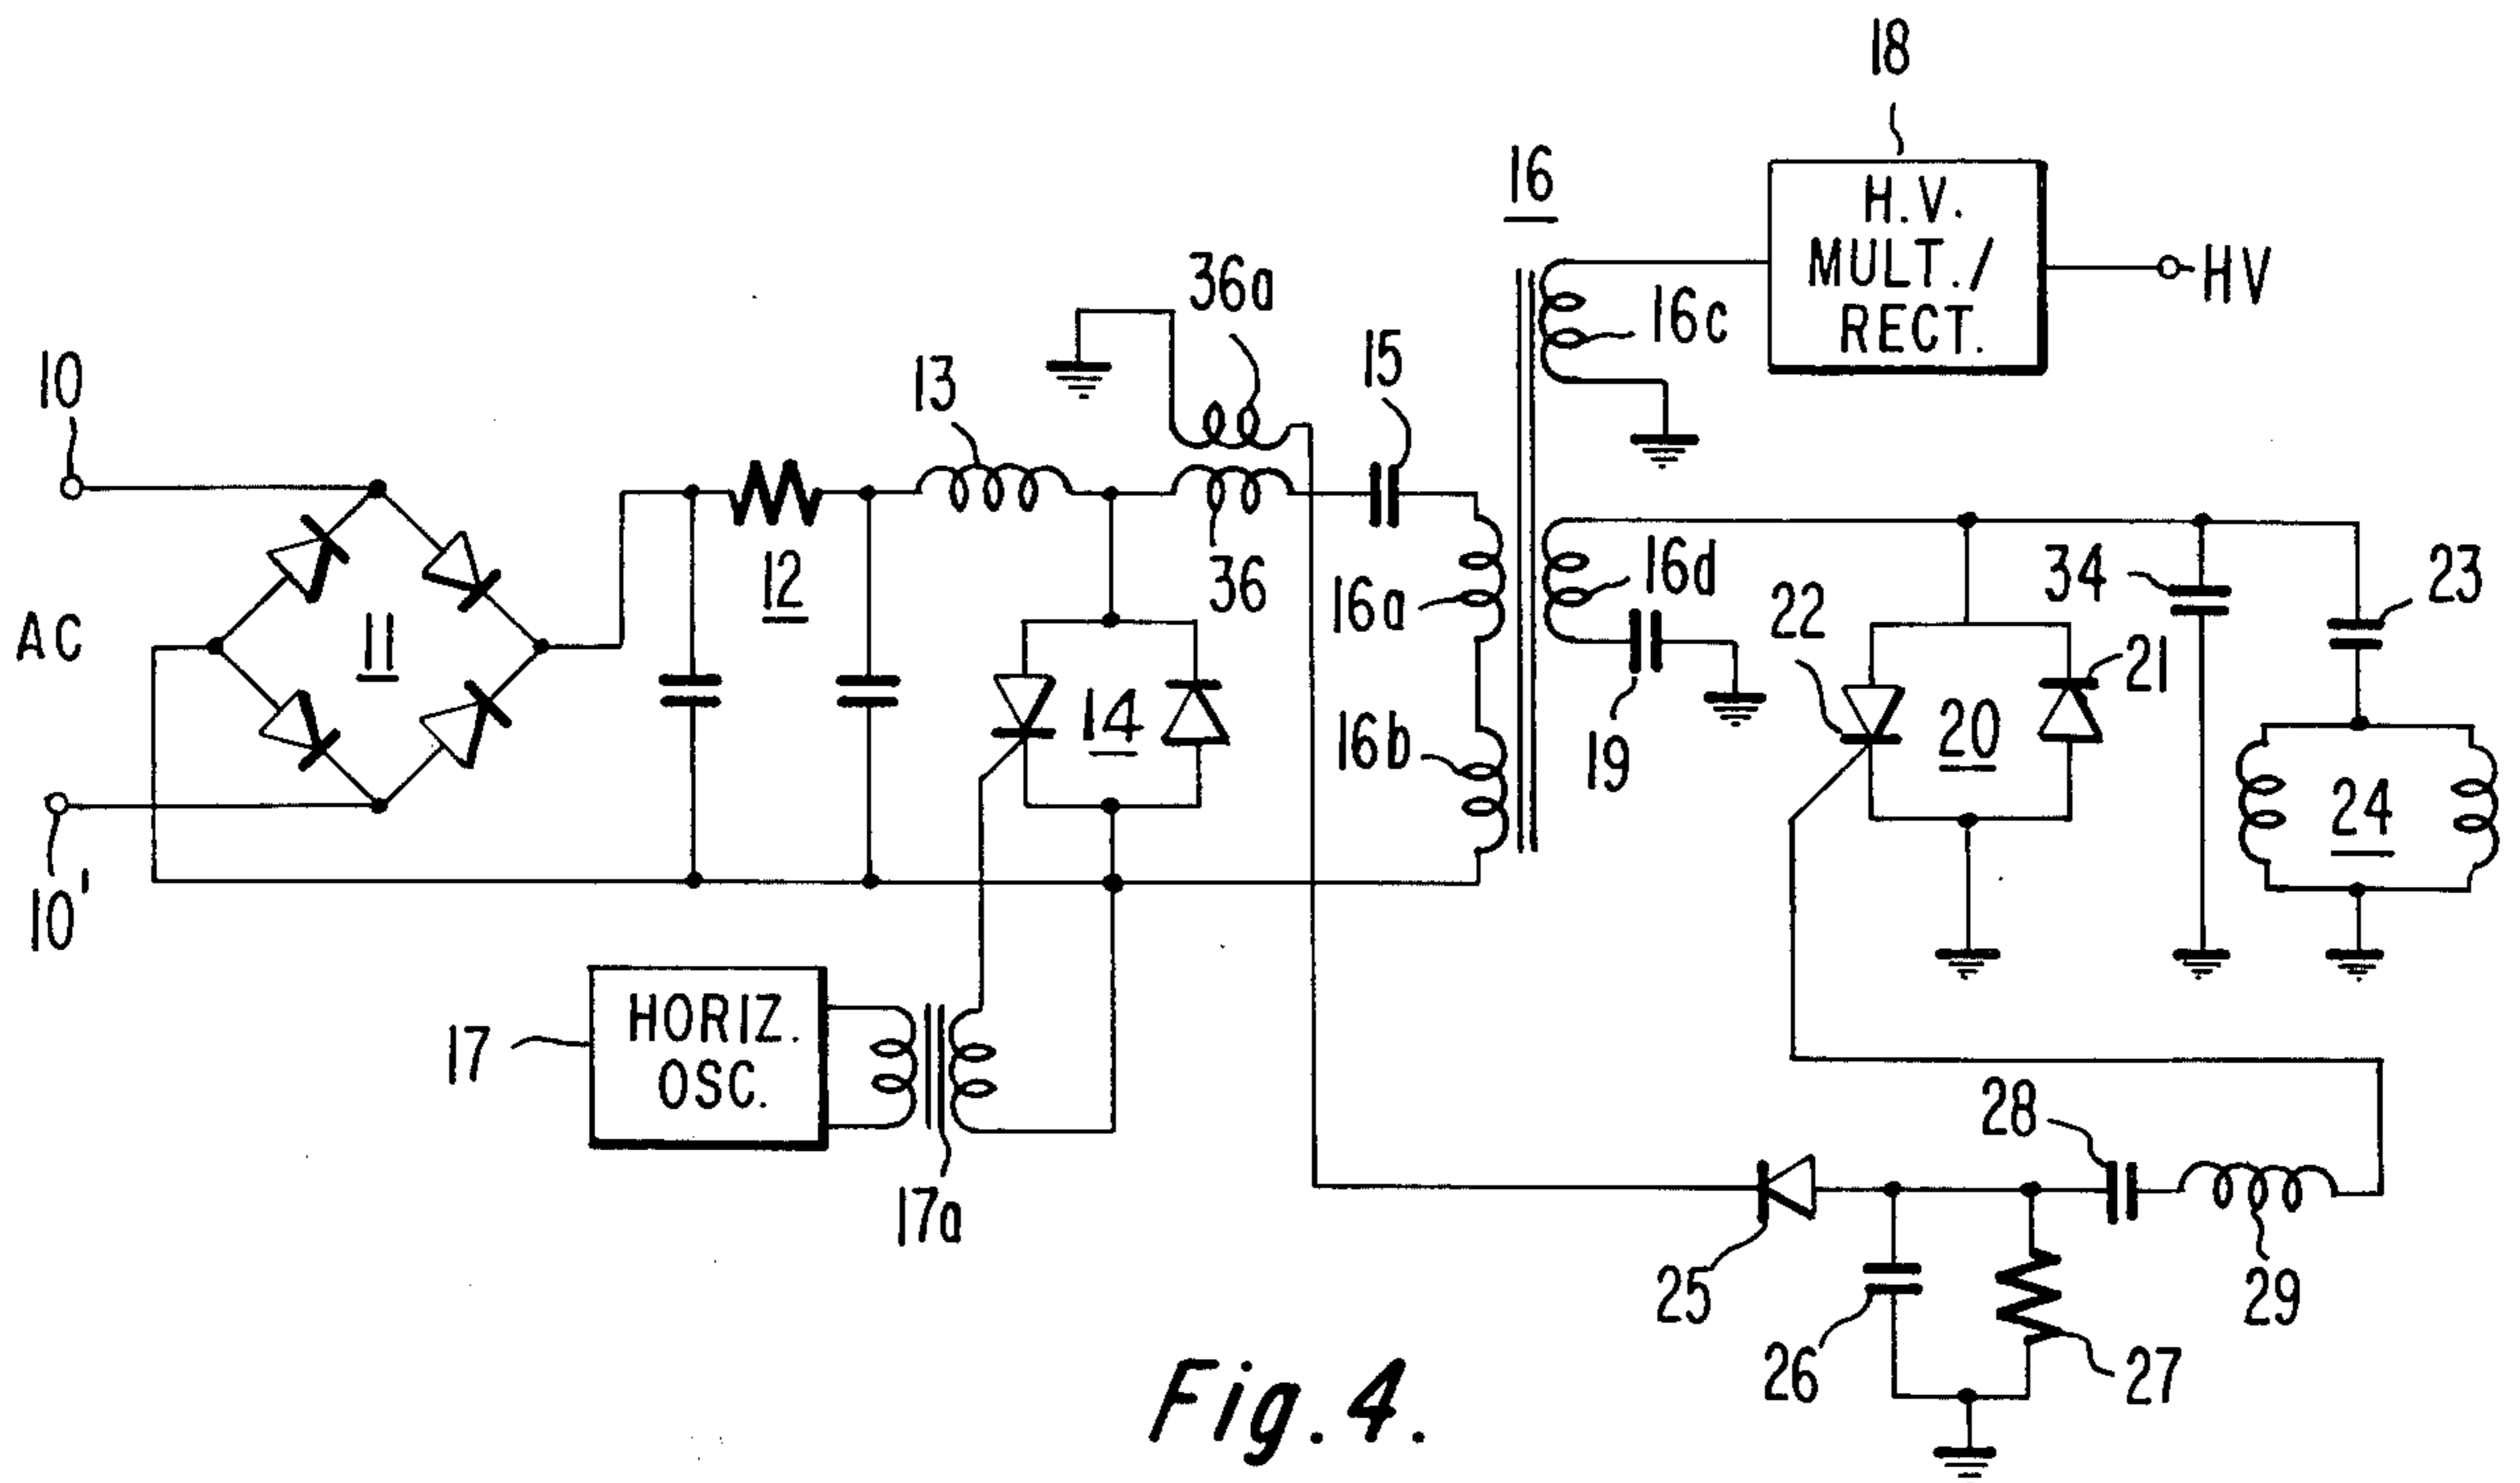 18
16
H.V.
MULT./
RECT.
HV
36a
16c
15
13
10
12
36
16a
16d
34
23
22
21
AC
11
14
20
16b
19
24
10'
17
HORIZ.
OSC.
17a
28
25
26
27
29
Fig. 4.